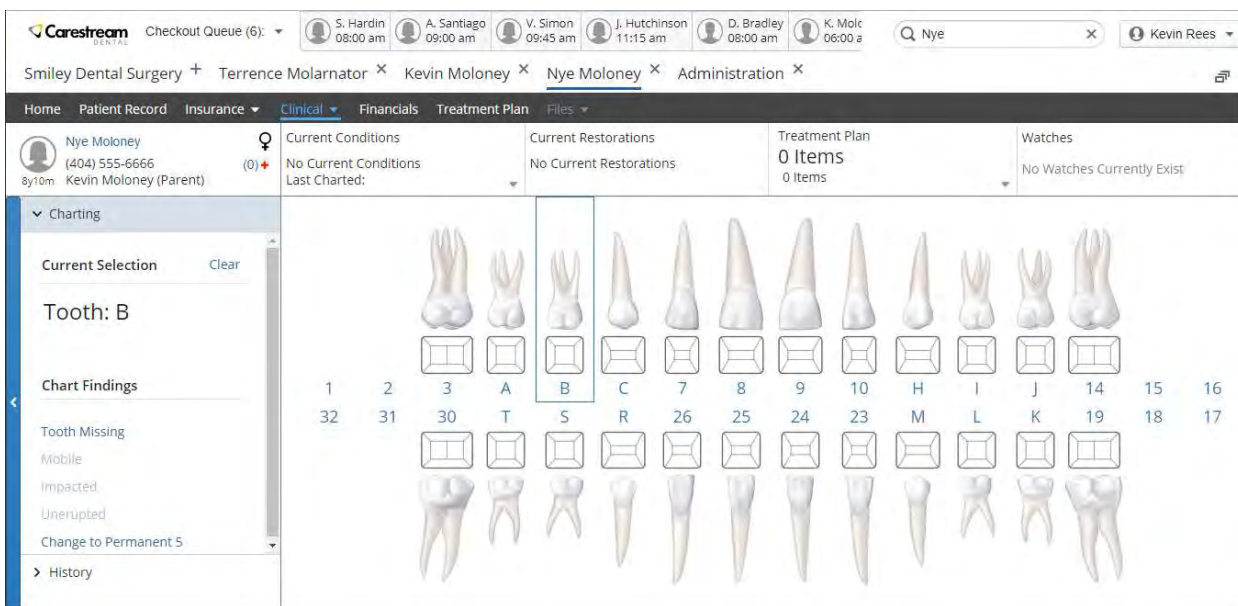 Carestream DENTAL Checkout Queue (6): S. Hardin 08:00 am A. Santiago 09:00 am V. Simon 09:45 am J. Hutchinson 11:15 am D. Bradley 08:00 am K. Molc 06:00 a Nye × Kevin Rees
Smiley Dental Surgery + Terrence Molarnator × Kevin Moloney × Nye Moloney × Administration ×
Home Patient Record Insurance Clinical Financials Treatment Plan Files
Nye Moloney
(404) 555-6666 (0)+
8y10m Kevin Moloney (Parent)
Current Conditions
No Current Conditions
Last Charted:
Current Restorations
No Current Restorations
Treatment Plan
0 Items
0 Items
Watches
No Watches Currently Exist
Charting
Current Selection Clear
Tooth: B
Chart Findings
Tooth Missing
Mobile
Impacted
Unerupted
Change to Permanent 5
History
1 2 3 A B C 7 8 9 10 H I J 14 15 16
32 31 30 T S R 26 25 24 23 M L K 19 18 17